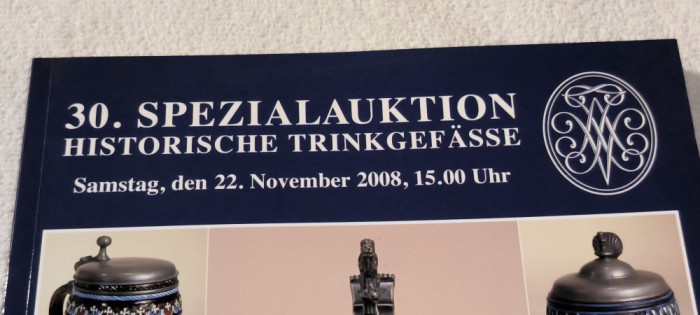 30. SPEZIALAUKTION
HISTORISCHE TRINKGEFÄSSE
Samstag, den 22. November 2008, 15.00 Uhr